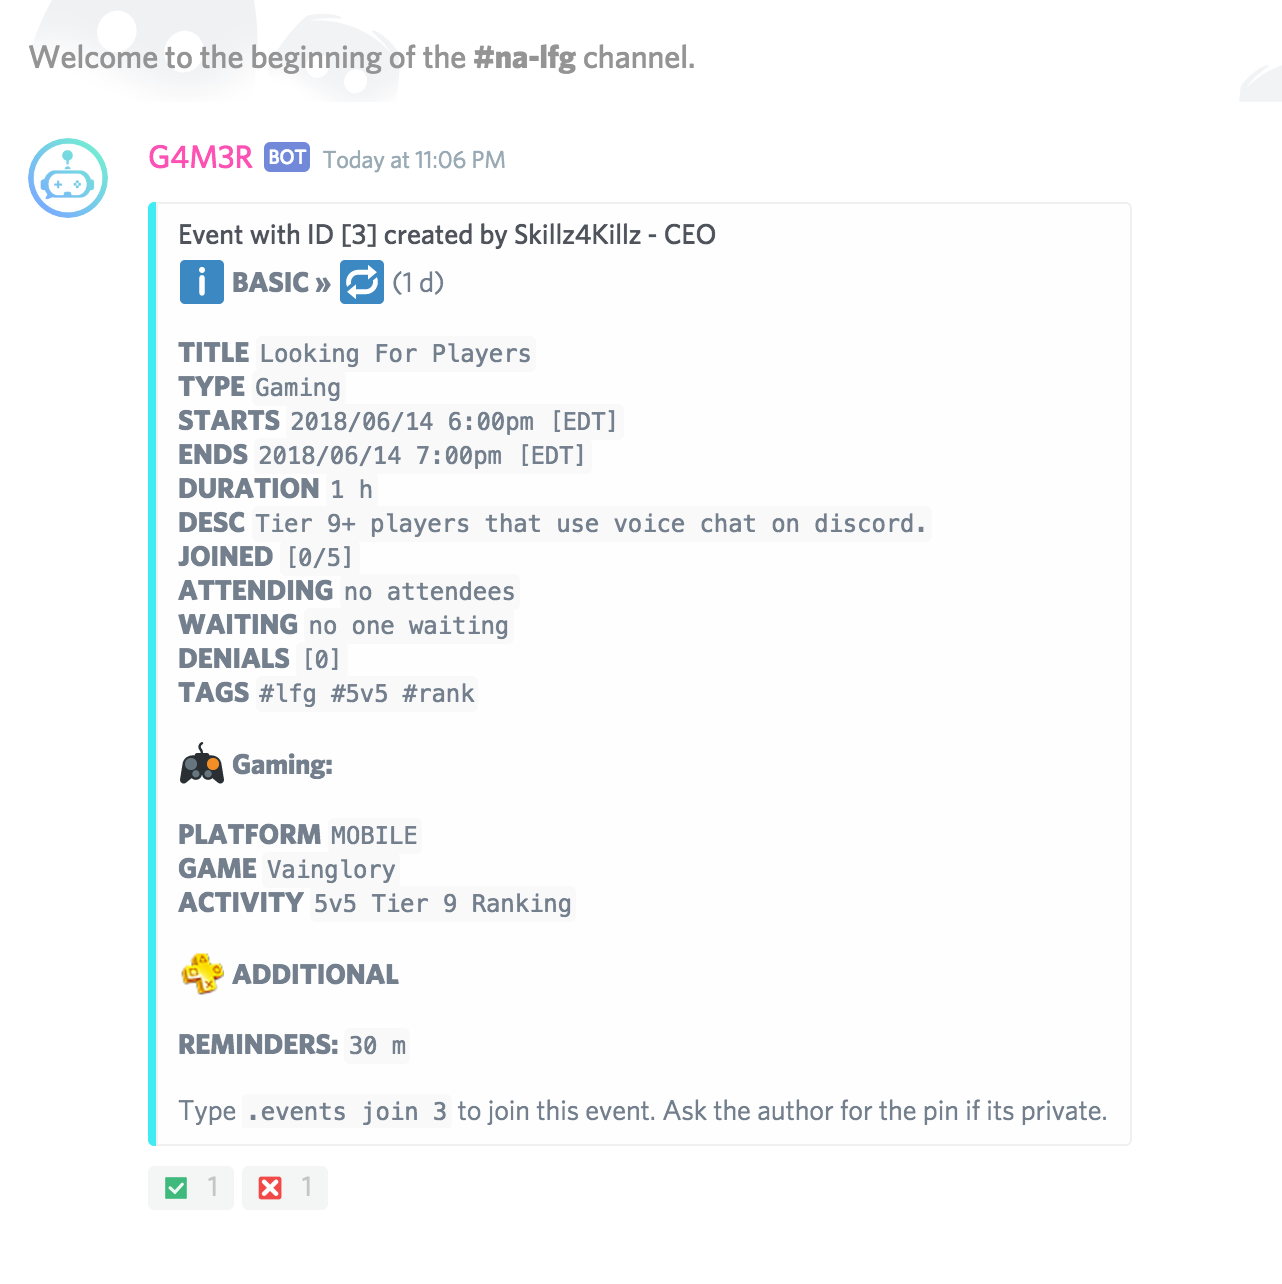 Welcome to the beginning of the #na-lfg channel.
G4M3R BOT Today at 11:06 PM
Event with ID [3] created by Skillz4Killz - CEO
BASIC » (1 d)
TITLE Looking For Players
TYPE Gaming
STARTS 2018/06/14 6:00pm [EDT]
ENDS 2018/06/14 7:00pm [EDT]
DURATION 1 h
DESC Tier 9+ players that use voice chat on discord.
JOINED [0/5]
ATTENDING no attendees
WAITING no one waiting
DENIALS [0]
TAGS #lfg #5v5 #rank
Gaming:
PLATFORM MOBILE
GAME Vainglory
ACTIVITY 5v5 Tier 9 Ranking
ADDITIONAL
REMINDERS: 30 m
Type .events join 3 to join this event. Ask the author for the pin if its private.
1 1